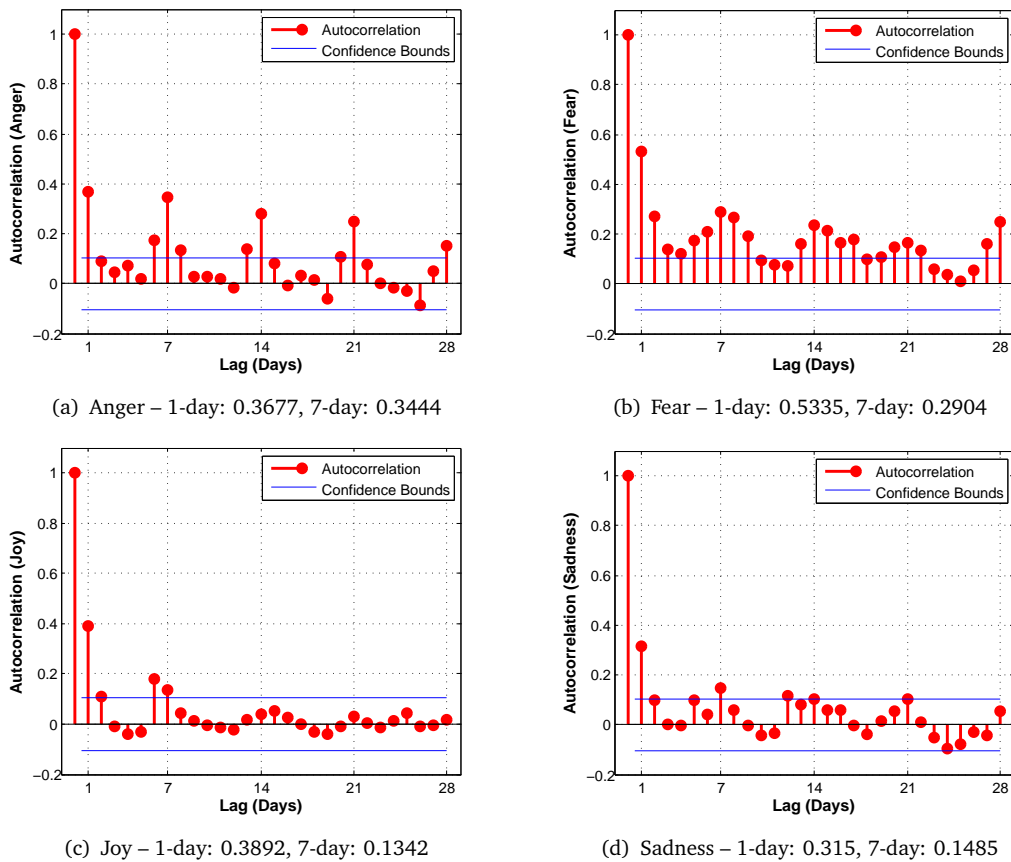 Autocorrelation
Confidence Bounds
Autocorrelation (Anger)
1
0.8
0.6
0.4
0.2
0
−0.2
1 7 14 21 28
Lag (Days)
(a) Anger – 1-day: 0.3677, 7-day: 0.3444
Autocorrelation
Confidence Bounds
Autocorrelation (Fear)
1
0.8
0.6
0.4
0.2
0
−0.2
1 7 14 21 28
Lag (Days)
(b) Fear – 1-day: 0.5335, 7-day: 0.2904
Autocorrelation
Confidence Bounds
Autocorrelation (Joy)
1
0.8
0.6
0.4
0.2
0
−0.2
1 7 14 21 28
Lag (Days)
(c) Joy – 1-day: 0.3892, 7-day: 0.1342
Autocorrelation
Confidence Bounds
Autocorrelation (Sadness)
1
0.8
0.6
0.4
0.2
0
−0.2
1 7 14 21 28
Lag (Days)
(d) Sadness – 1-day: 0.315, 7-day: 0.1485